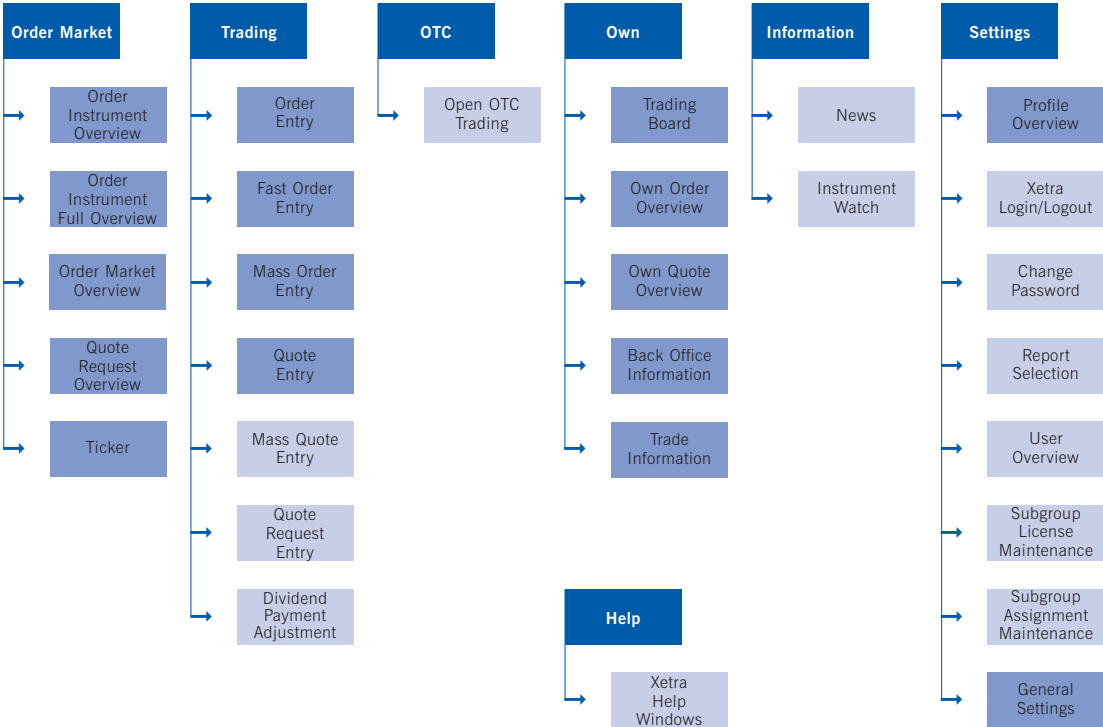 Order Market
Order
Instrument
Overview
Order
Instrument
Full Overview
Order Market
Overview
Quote
Request
Overview
Ticker
Trading
Order
Entry
Fast Order
Entry
Mass Order
Entry
Quote
Entry
Mass Quote
Entry
Quote
Request
Entry
Dividend
Payment
Adjustment
OTC
Open OTC
Trading
Own
Trading
Board
Own Order
Overview
Own Quote
Overview
Back Office
Information
Trade
Information
Help
Xetra
Help
Windows
Information
News
Instrument
Watch
Settings
Profile
Overview
Xetra
Login/Logout
Change
Password
Report
Selection
User
Overview
Subgroup
License
Maintenance
Subgroup
Assignment
Maintenance
General
Settings